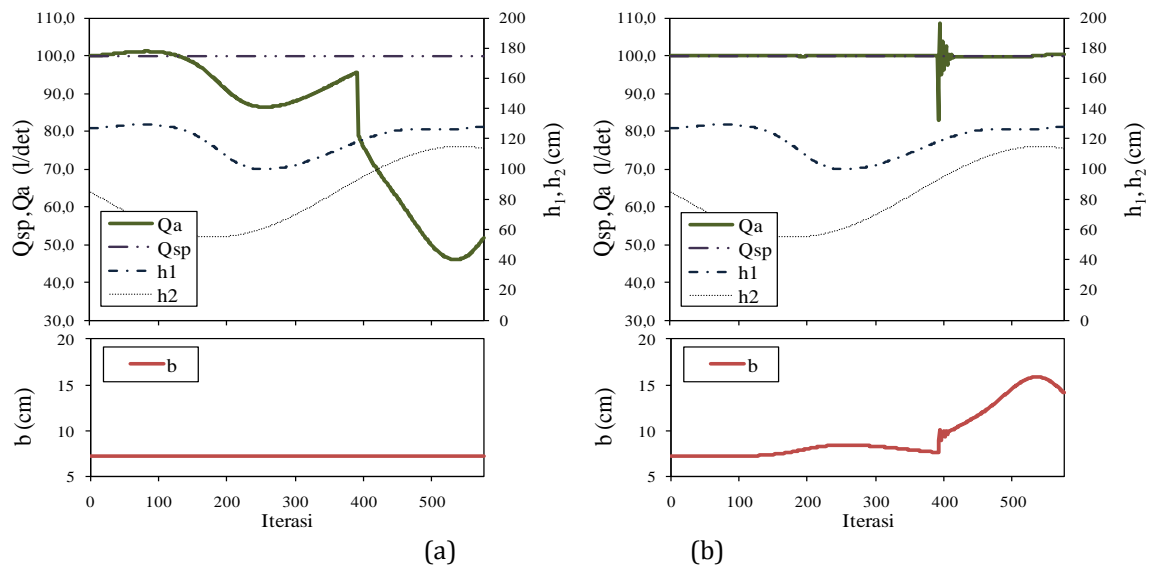 110,0
100,0
90,0
80,0
70,0
60,0
50,0
40,0
30,0
Qsp,Qa (l/det)
200
180
160
140
120
100
80
60
40
20
0
h1, h2 (cm)
Qa
Qsp
h1
h2
20
15
10
5
b (cm)
b
0 100 200 300 400 500
Iterasi
(a)
110,0
100,0
90,0
80,0
70,0
60,0
50,0
40,0
30,0
Qsp,Qa (l/det)
200
180
160
140
120
100
80
60
40
20
0
h1, h2 (cm)
Qa
Qsp
h1
h2
20
15
10
5
b (cm)
b
0 100 200 300 400 500
Iterasi
(b)